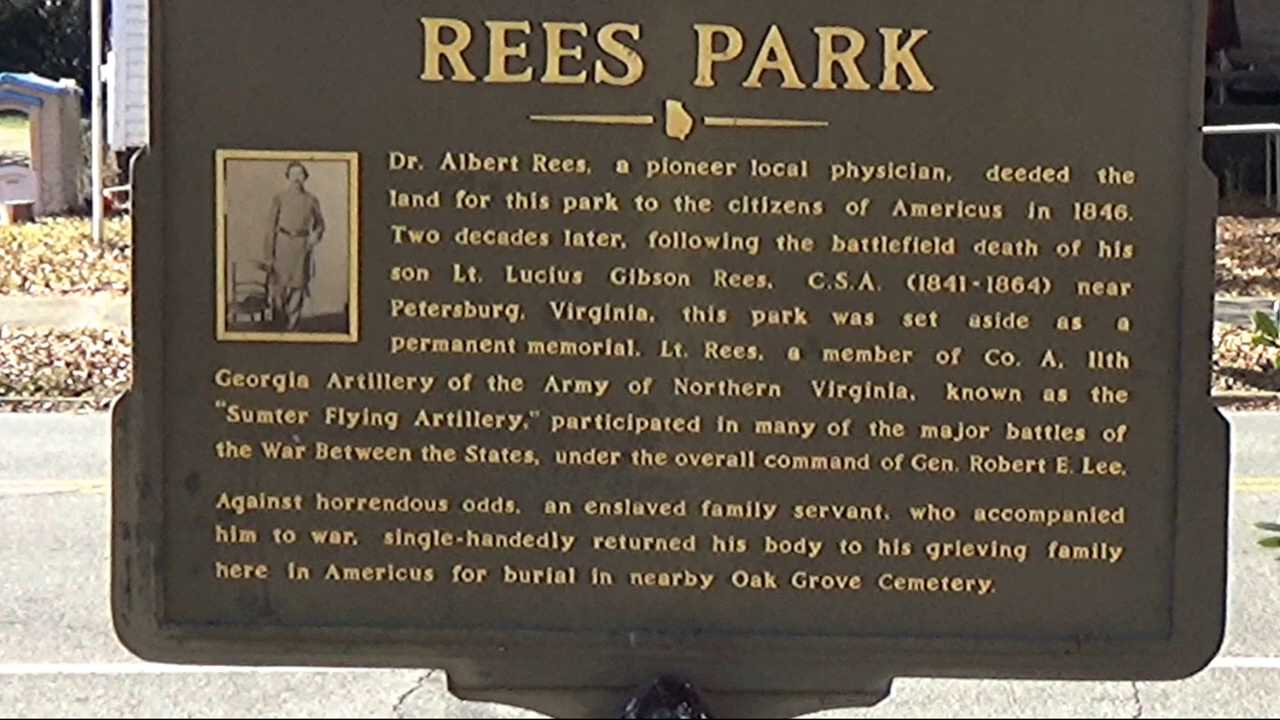 REES PARK
Dr. Albert Rees, a pioneer local physician, deeded the
land for this park to the citizens of Americus in 1846.
Two decades later, following the battlefield death of his
son Lt. Lucius Gibson Rees, C.S.A. (1841-1864) near
Petersburg, Virginia, this park was set aside as a
permanent memorial. Lt. Rees, a member of Co. A, 11th
Georgia Artillery of the Army of Northern Virginia, known as the
"Sumter Flying Artillery," participated in many of the major battles of
the War Between the States, under the overall command of Gen. Robert E. Lee.
Against horrendous odds, an enslaved family servant, who accompanied
him to war, single-handedly returned his body to his grieving family
here in Americus for burial in nearby Oak Grove Cemetery.